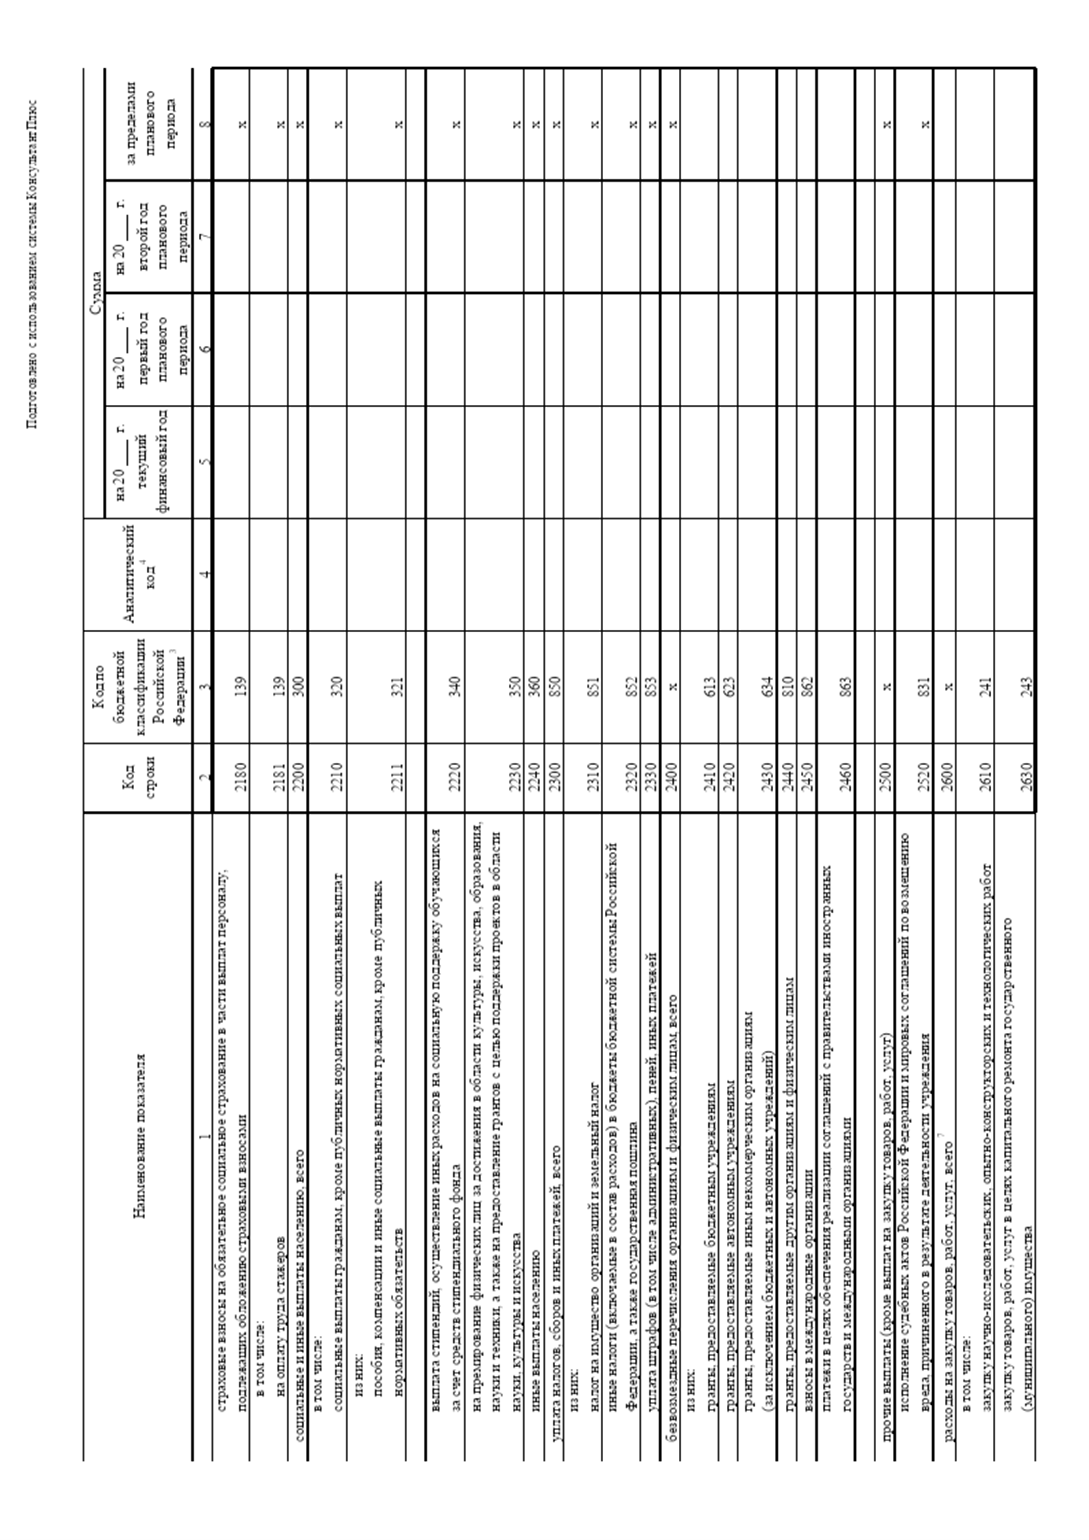 Подготовлено с использованием системы КонсультантПлюс
Наименование показателя
Код
строки
Код по
бюджетной
классификации
Российской
Федерации 3
Аналитический
код 4
Сумма
на 20 ____ г.
текущий
финансовый год
на 20 ____ г.
первый год
планового
периода
на 20 ____ г.
второй год
планового
периода
за пределами
планового
периода
1 2 3 4 5 6 7 8
страховые взносы на обязательное социальное страхование в части выплат персоналу,
подлежащих обложению страховыми взносами 2180 139 x
в том числе:
на оплату труда стажеров 2181 139 x
социальные и иные выплаты населению, всего 2200 300 x
в том числе:
социальные выплаты гражданам, кроме публичных нормативных социальных выплат 2210 320 x
из них:
пособия, компенсации и иные социальные выплаты гражданам, кроме публичных
нормативных обязательств 2211 321 x
выплата стипендий, осуществление иных расходов на социальную поддержку обучающихся
за счет средств стипендиального фонда 2220 340 x
на премирование физических лиц за достижения в области культуры, искусства, образования,
науки и техники, а также на предоставление грантов с целью поддержки проектов в области
науки, культуры и искусства 2230 350 x
иные выплаты населению 2240 360 x
уплата налогов, сборов и иных платежей, всего 2300 850 x
из них:
налог на имущество организаций и земельный налог 2310 851 x
иные налоги (включаемые в состав расходов) в бюджеты бюджетной системы Российской
Федерации, а также государственная пошлина 2320 852 x
уплата штрафов (в том числе административных), пеней, иных платежей 2330 853 x
безвозмездные перечисления организациям и физическим лицам, всего 2400 x x
из них:
гранты, предоставляемые бюджетным учреждениям 2410 613
гранты, предоставляемые автономным учреждениям 2420 623
гранты, предоставляемые иным некоммерческим организациям
(за исключением бюджетных и автономных учреждений) 2430 634
гранты, предоставляемые другим организациям и физическим лицам 2440 810
взносы в международные организации 2450 862
платежи в целях обеспечения реализации соглашений с правительствами иностранных
государств и международными организациями 2460 863
прочие выплаты (кроме выплат на закупку товаров, работ, услуг) 2500 x x
исполнение судебных актов Российской Федерации и мировых соглашений по возмещению
вреда, причиненного в результате деятельности учреждения 2520 831 x
расходы на закупку товаров, работ, услуг, всего 7 2600 x
в том числе:
закупку научно-исследовательских, опытно-конструкторских и технологических работ 2610 241
закупку товаров, работ, услуг в целях капитального ремонта государственного
(муниципального) имущества 2630 243